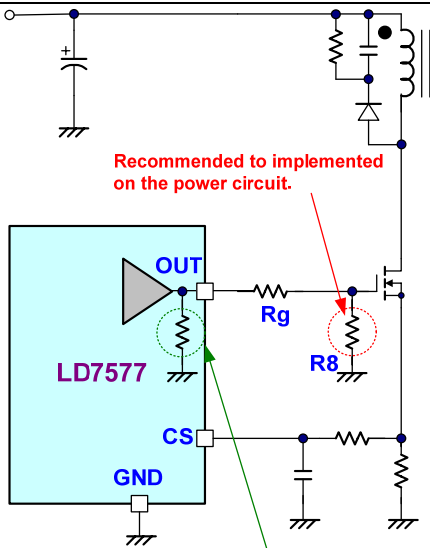 +
Recommended to implemented
on the power circuit.
OUT
Rg
R8
LD7577
CS
GND